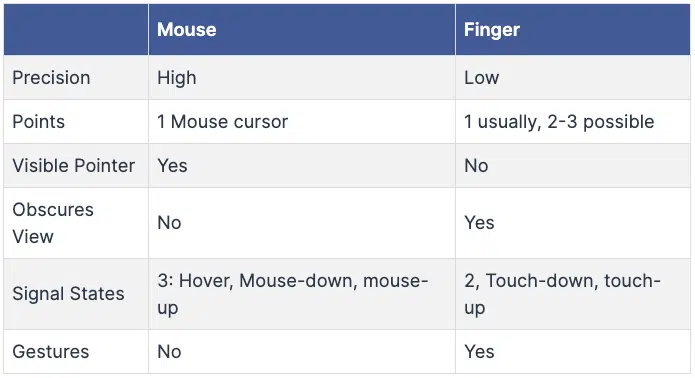 Mouse Finger
Precision High Low
Points 1 Mouse cursor 1 usually, 2-3 possible
Visible Pointer Yes No
Obscures
View No Yes
Signal States 3: Hover, Mouse-down, mouse-
up 2, Touch-down, touch-
up
Gestures No Yes